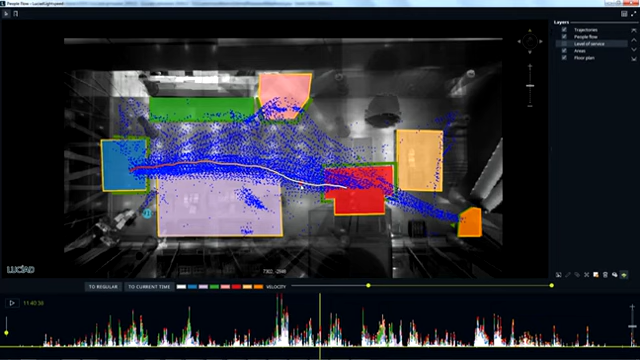 People flow - LuciadLightspeed
Layers
Trajectories
People flow
Level of service
Areas
Floor plan
LUCIAD
TO REGULAR
TO CURRENT TIME
VELOCITY
11:40:36